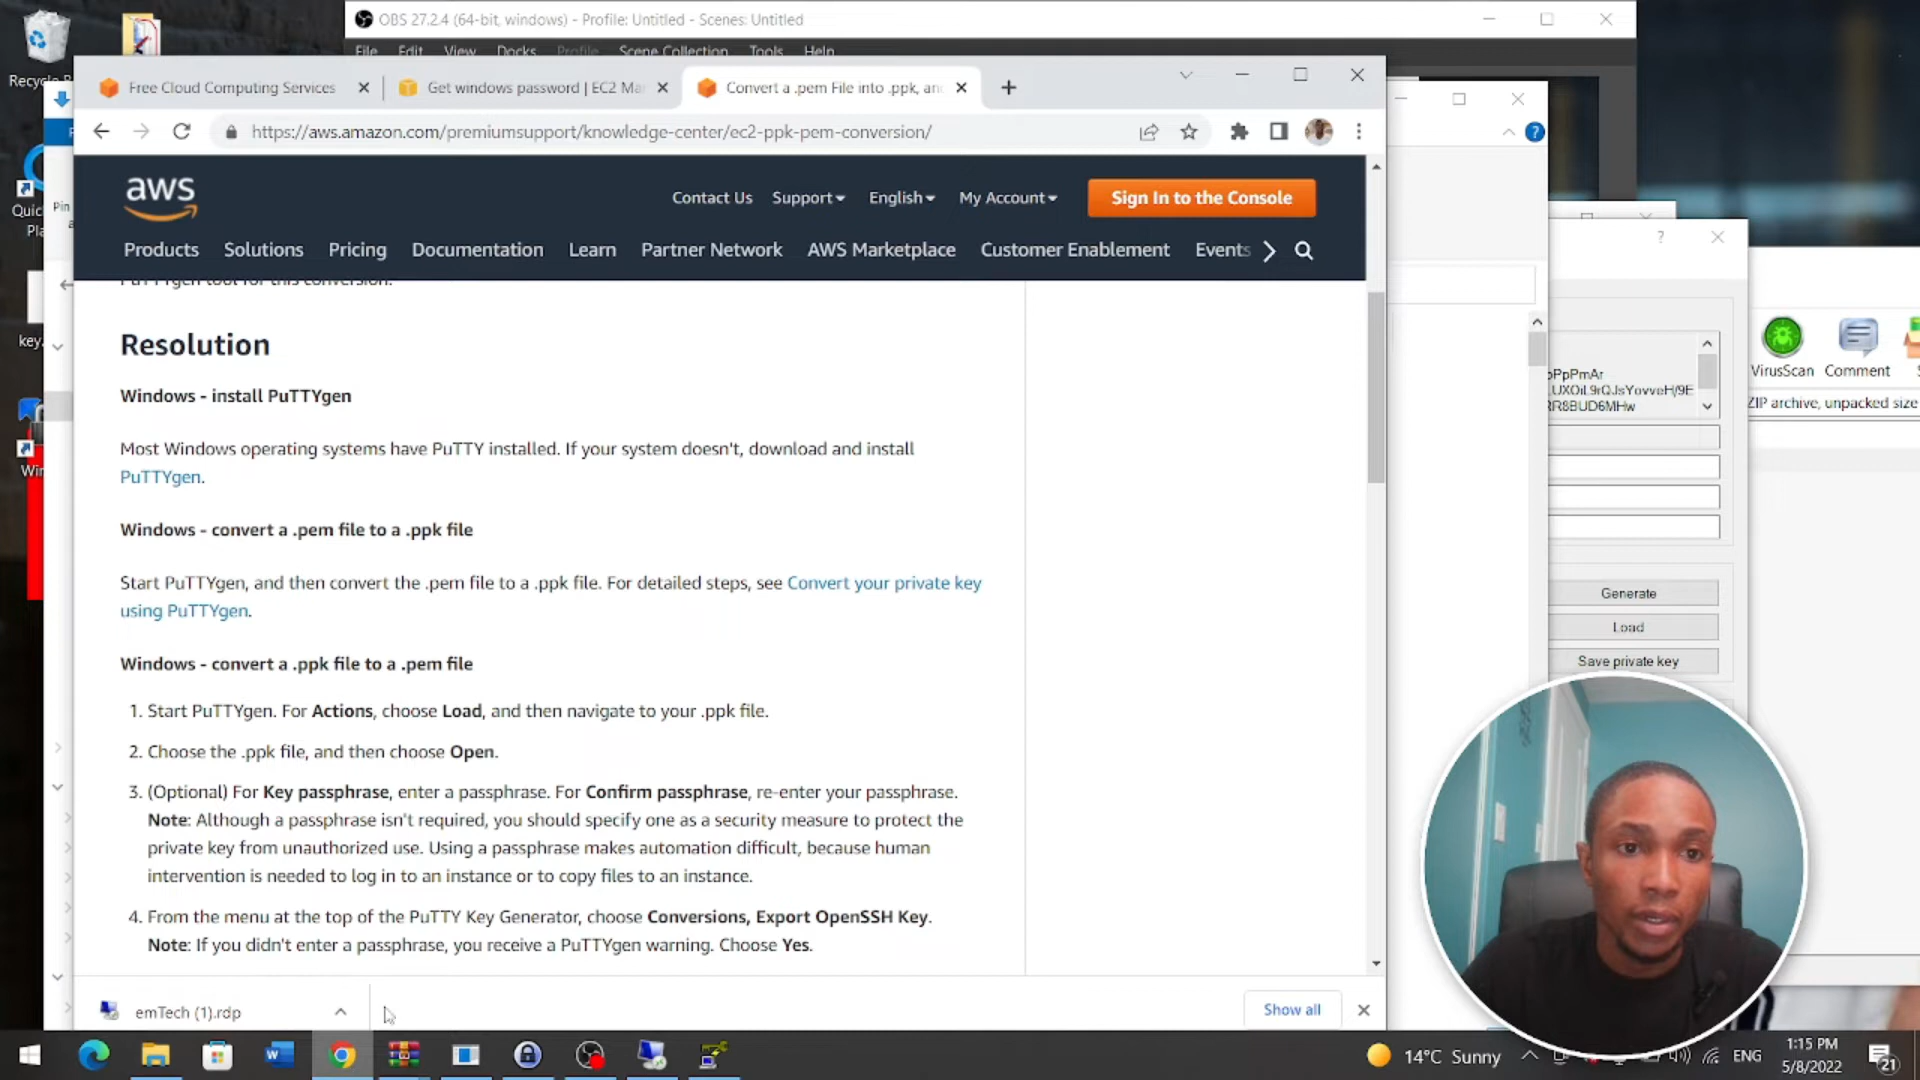 OBS 27.2.4 (64-bit, windows) - Profile: Untitled - Scenes: Untitled
File Edit View Docks Profile Scene Collection Tools Help
Free Cloud Computing Services
Get windows password | EC2 Ma
Convert a .pem File into .ppk, an
https://aws.amazon.com/premiumsupport/knowledge-center/ec2-ppk-pem-conversion/
aws
Contact Us Support English My Account Sign In to the Console
Products Solutions Pricing Documentation Learn Partner Network AWS Marketplace Customer Enablement Events
PuTTYgen tool for this conversion.
Resolution
Windows - install PuTTYgen
Most Windows operating systems have PuTTY installed. If your system doesn't, download and install
PuTTYgen.
Windows - convert a .pem file to a .ppk file
Start PuTTYgen, and then convert the .pem file to a .ppk file. For detailed steps, see Convert your private key
using PuTTYgen.
Windows - convert a .ppk file to a .pem file
1. Start PuTTYgen. For Actions, choose Load, and then navigate to your .ppk file.
2. Choose the .ppk file, and then choose Open.
3. (Optional) For Key passphrase, enter a passphrase. For Confirm passphrase, re-enter your passphrase.
Note: Although a passphrase isn't required, you should specify one as a security measure to protect the
private key from unauthorized use. Using a passphrase makes automation difficult, because human
intervention is needed to log in to an instance or to copy files to an instance.
4. From the menu at the top of the PuTTY Key Generator, choose Conversions, Export OpenSSH Key.
Note: If you didn't enter a passphrase, you receive a PuTTYgen warning. Choose Yes.
emTech (1).rdp
Show all
Recycle B
Quic
Pla
Pin
key.
Win
VirusScan Comment
ZIP archive, unpacked size
Generate
Load
Save private key
14°C Sunny
ENG
1:15 PM
5/8/2022
21